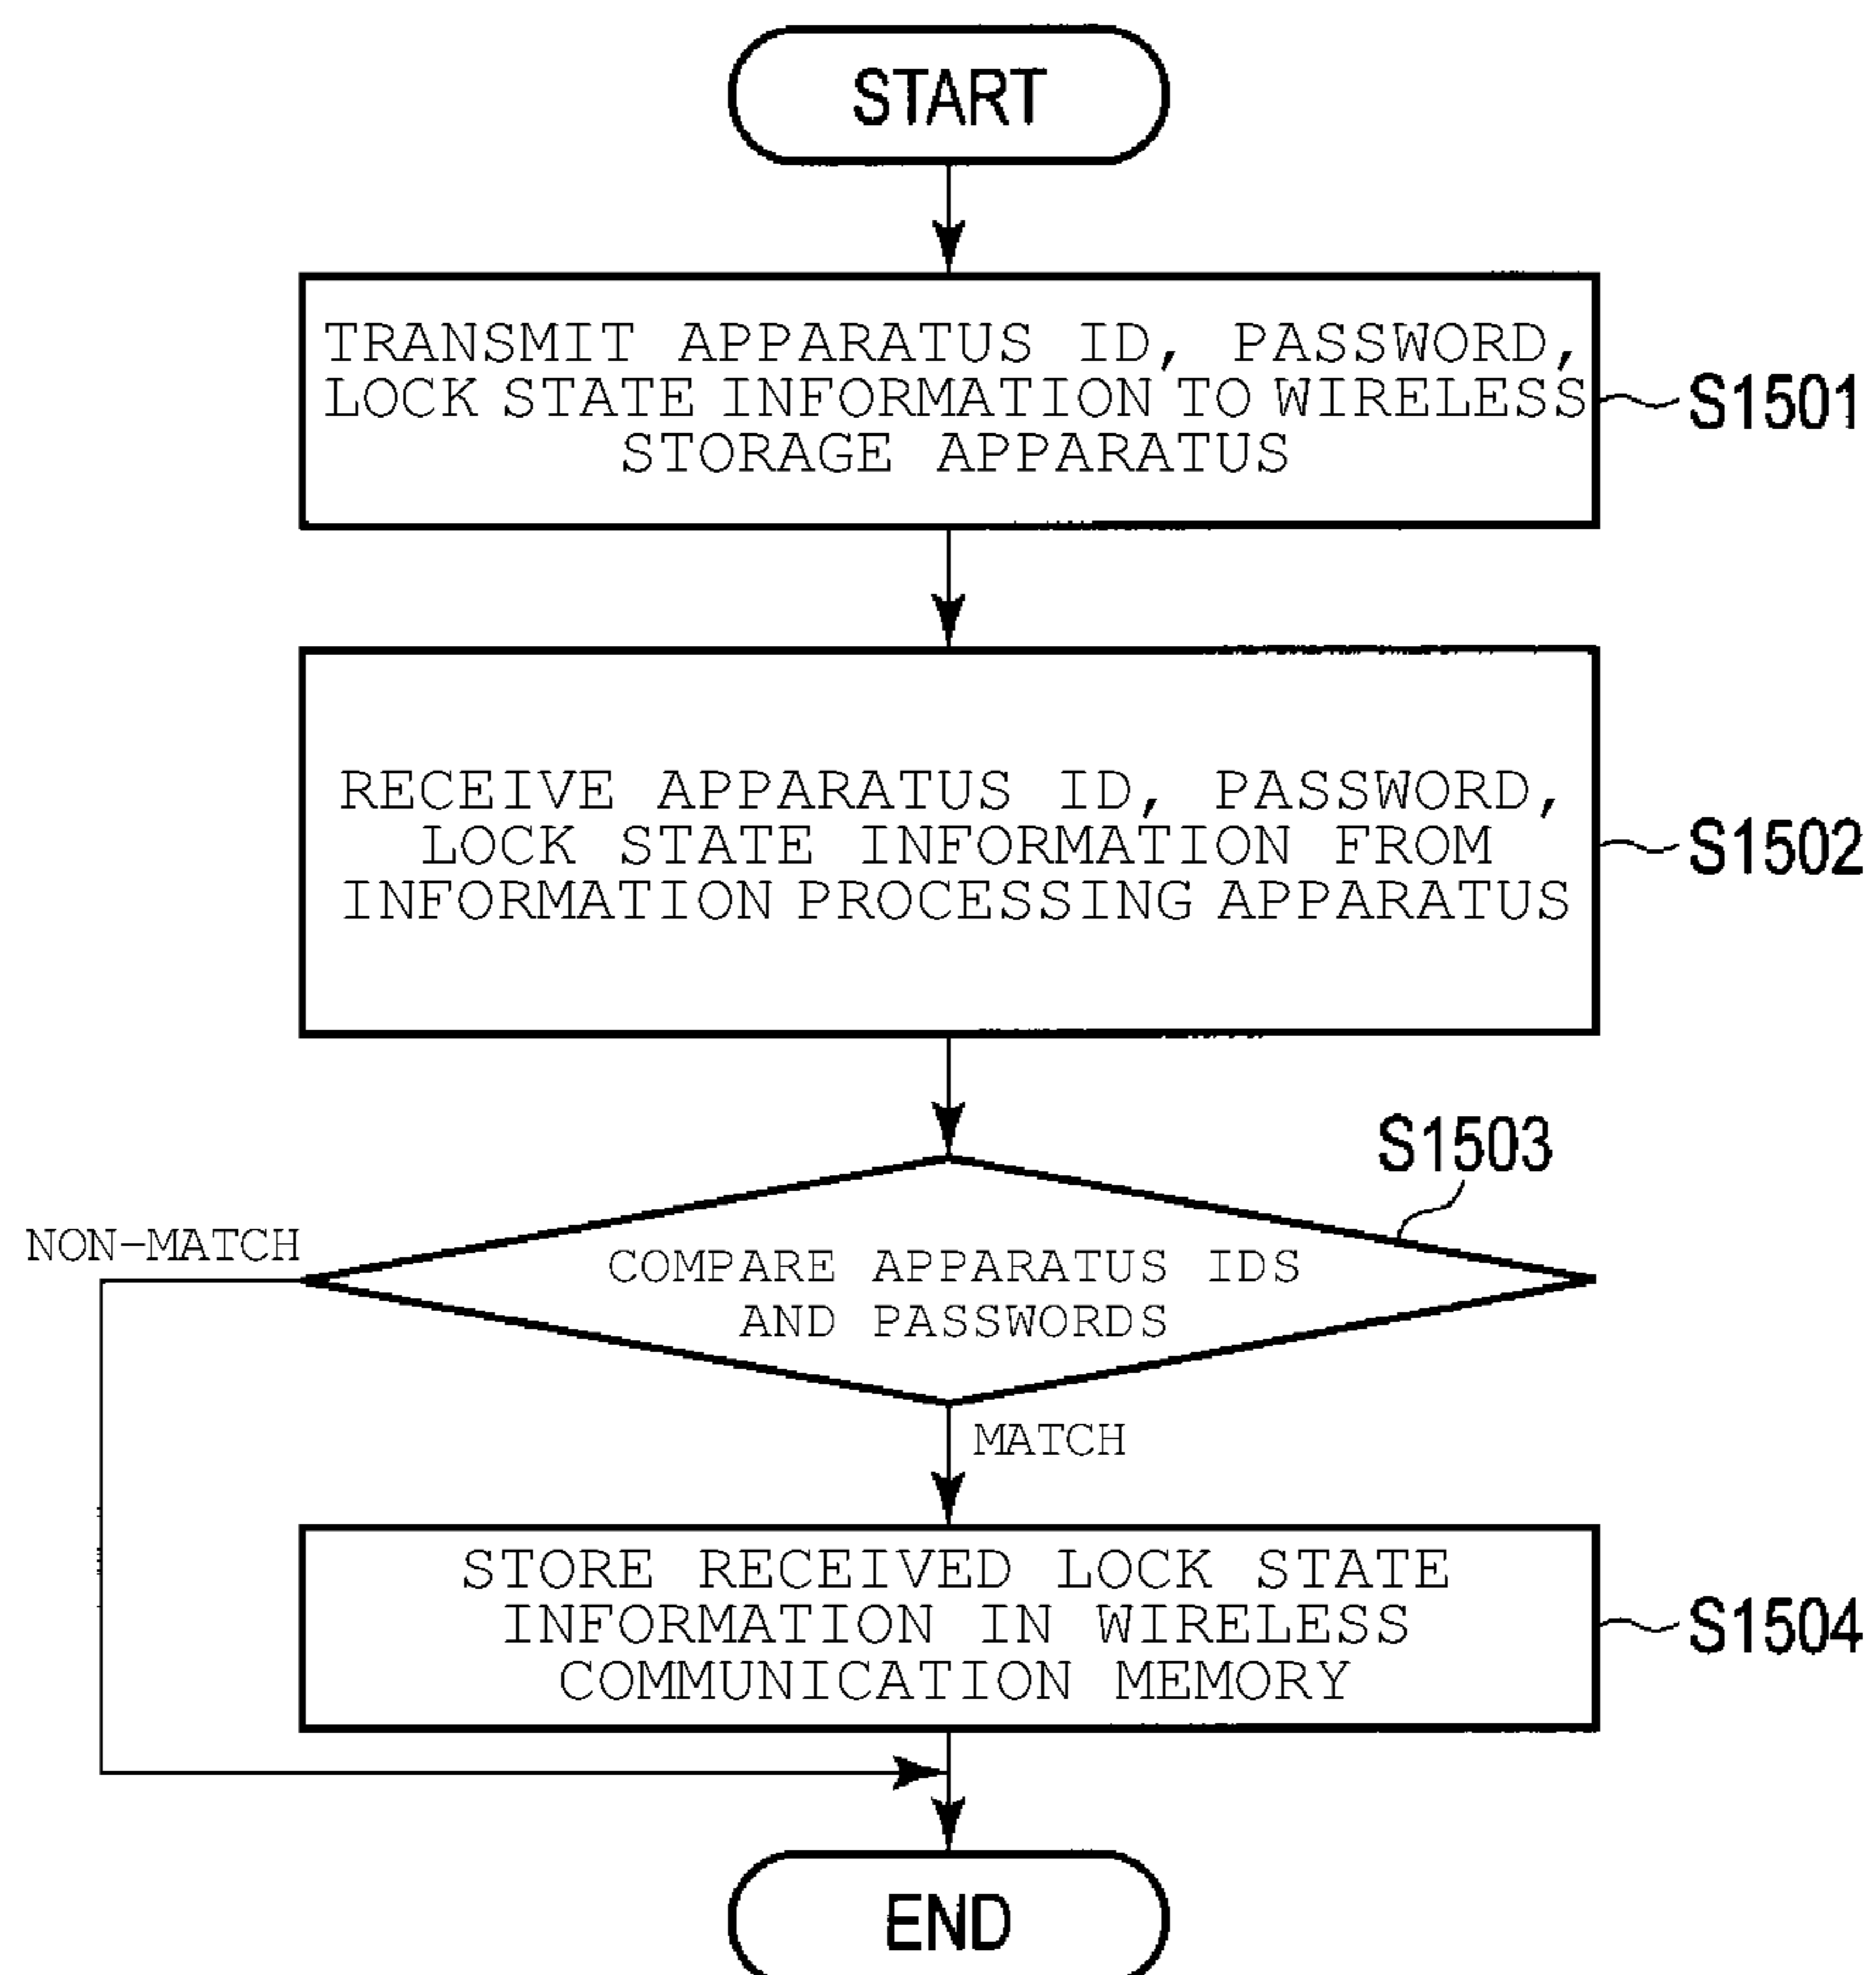 START
TRANSMIT APPARATUS ID, PASSWORD,
LOCK STATE INFORMATION TO WIRELESS
STORAGE APPARATUS
S1501
RECEIVE APPARATUS ID, PASSWORD,
LOCK STATE INFORMATION FROM
INFORMATION PROCESSING APPARATUS
S1502
S1503
NON-MATCH
COMPARE APPARATUS IDS
AND PASSWORDS
MATCH
STORE RECEIVED LOCK STATE
INFORMATION IN WIRELESS
COMMUNICATION MEMORY
S1504
END